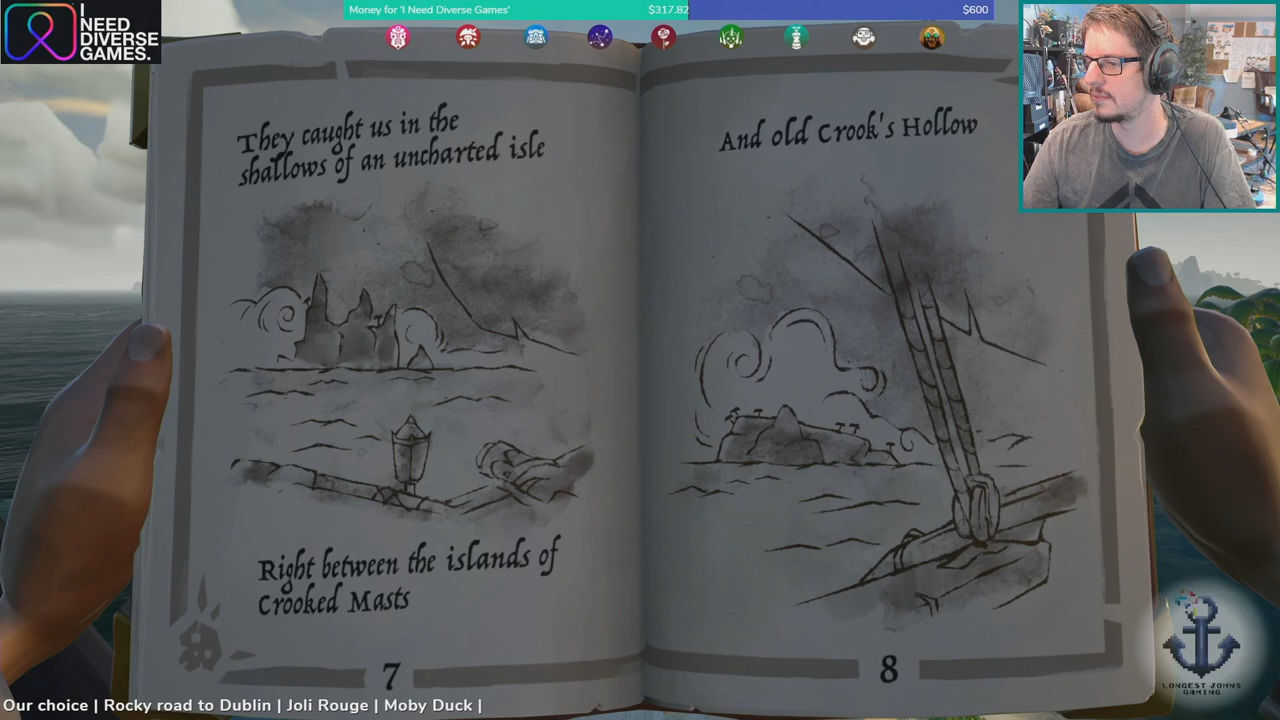 I
NEED
DIVERSE
GAMES.
Money for 'I Need Diverse Games'
$317.82
$600
They caught us in the
shallows of an uncharted isle
Right between the islands of
Crooked Masts
7
And old Crook's Hollow
8
LONGEST JOHNS
GAMING
Our choice | Rocky road to Dublin | Joli Rouge | Moby Duck |